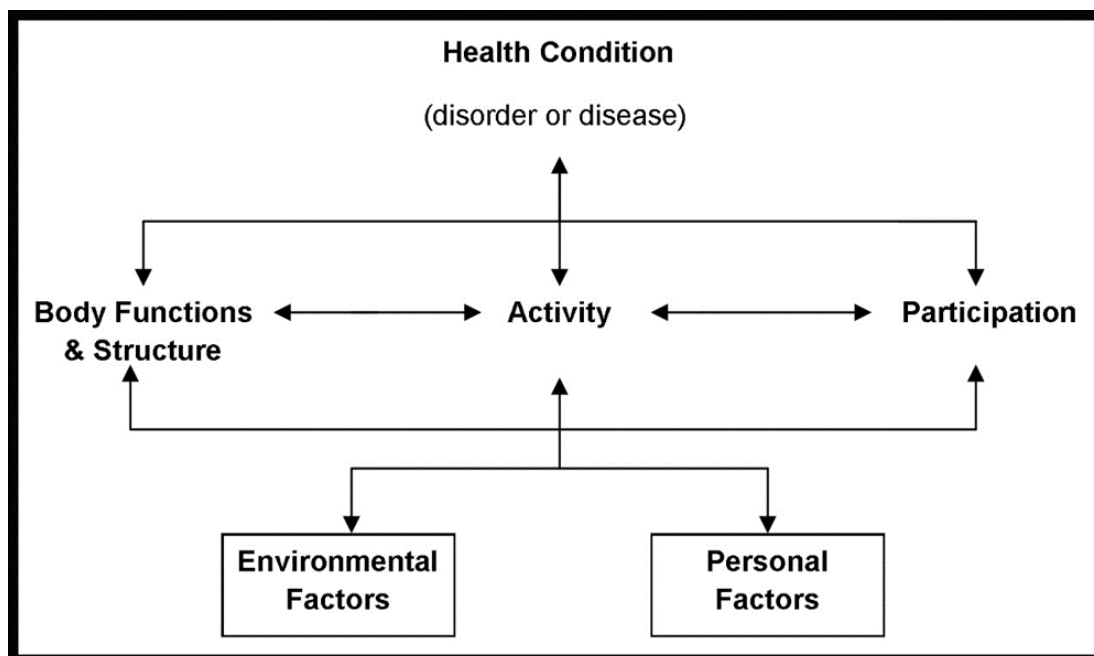 Health Condition
(disorder or disease)
Body Functions
& Structure
Activity
Participation
Environmental
Factors
Personal
Factors